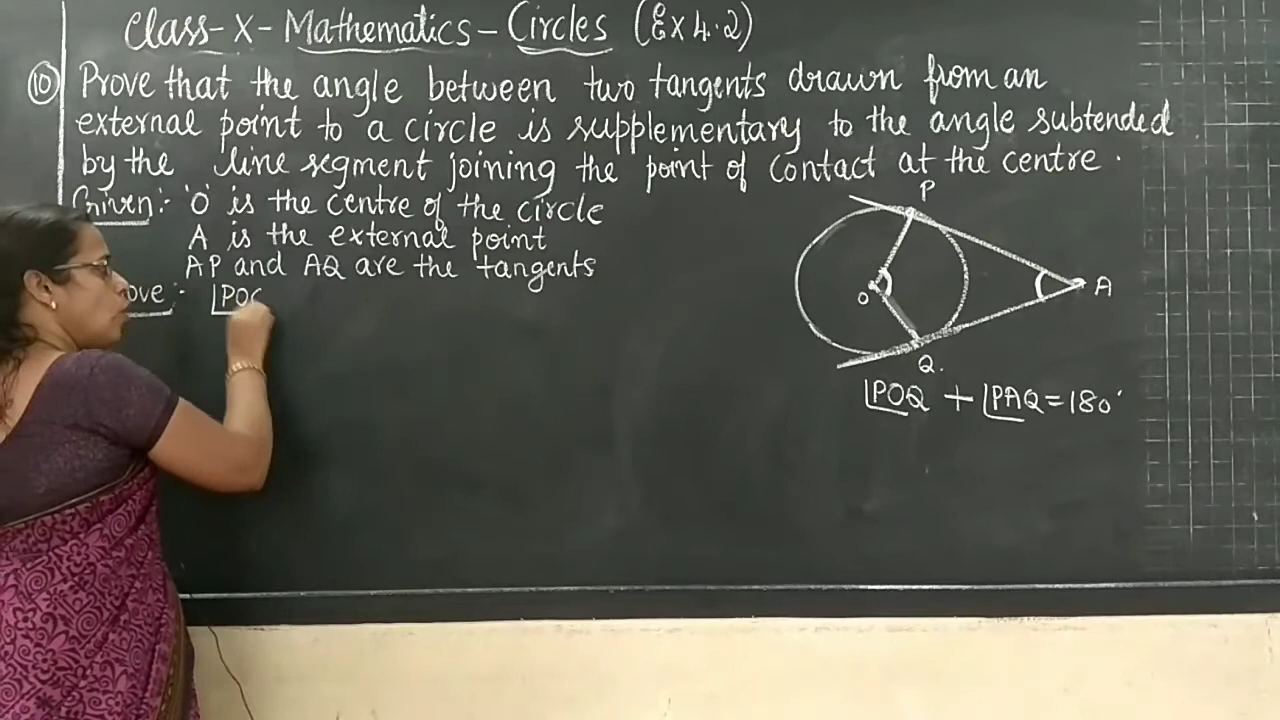 Class-X-Mathematics-Circles (Ex 4.2)
10 Prove that the angle between two tangents drawn from an
external point to a circle is supplementary to the angle subtended
by the line segment joining the point of contact at the centre.
Given:- 'O' is the centre of the circle
A is the external point
AP and AQ are the tangents
∠PO
P
O
A
Q.
∠POQ + ∠PAQ = 180°